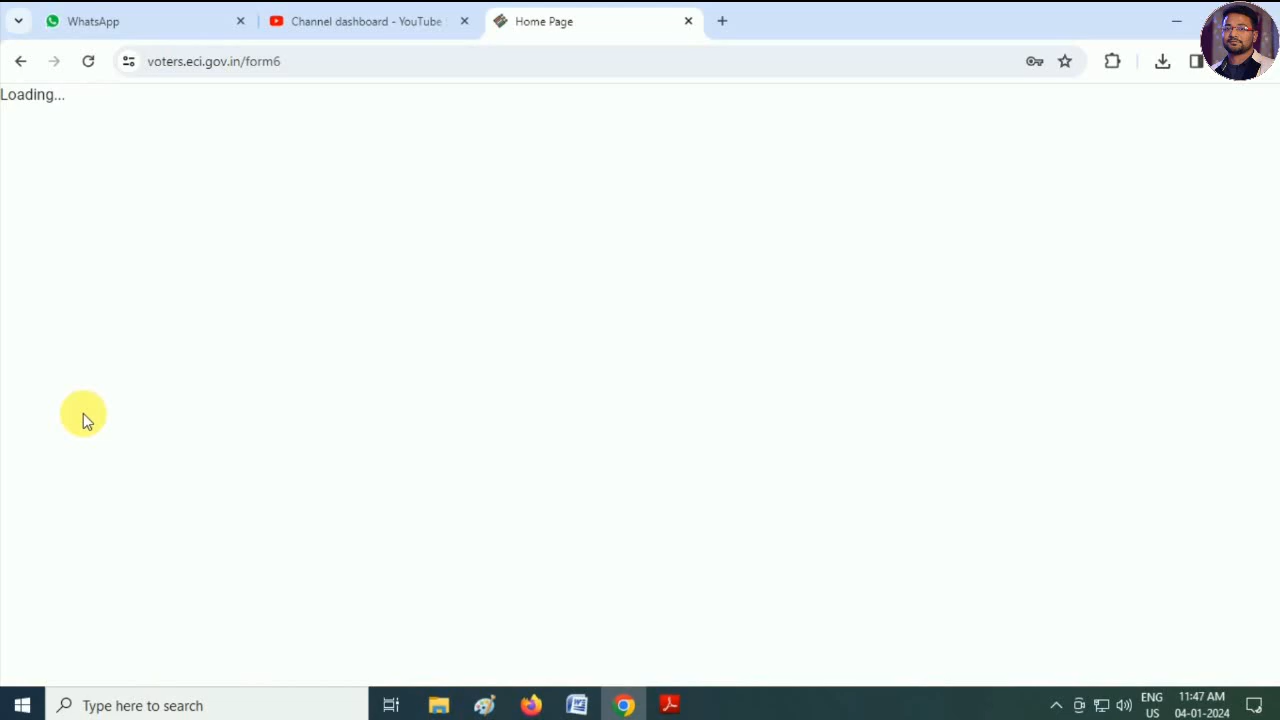 WhatsApp
Channel dashboard - YouTube
Home Page
voters.eci.gov.in/form6
Loading...
Type here to search
ENG
US
11:47 AM
04-01-2024